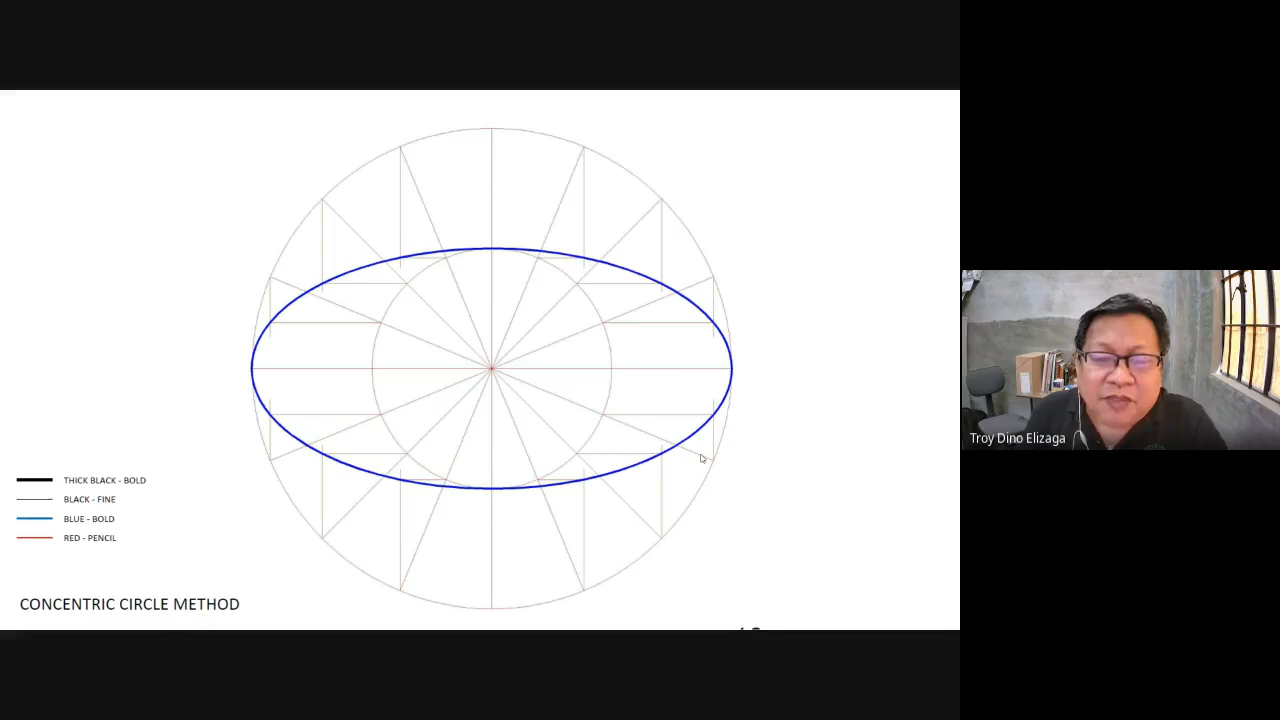 THICK BLACK - BOLD
BLACK - FINE
BLUE - BOLD
RED - PENCIL
CONCENTRIC CIRCLE METHOD
Troy Dino Elizaga